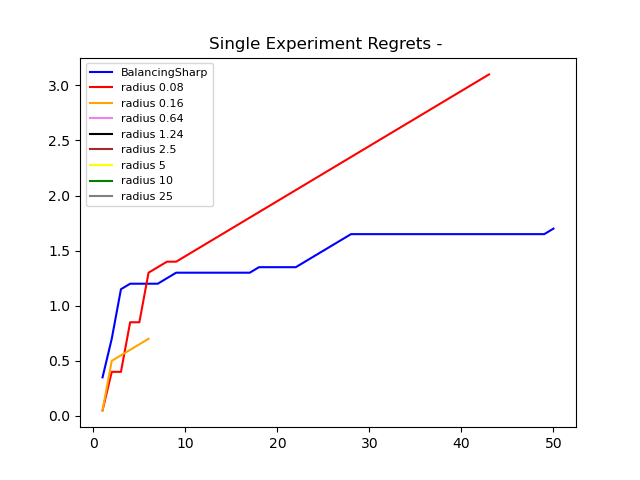 Single Experiment Regrets -
BalancingSharp
radius 0.08
radius 0.16
radius 0.64
radius 1.24
radius 2.5
radius 5
radius 10
radius 25
3.0
2.5
2.0
1.5
1.0
0.5
0.0
0 10 20 30 40 50